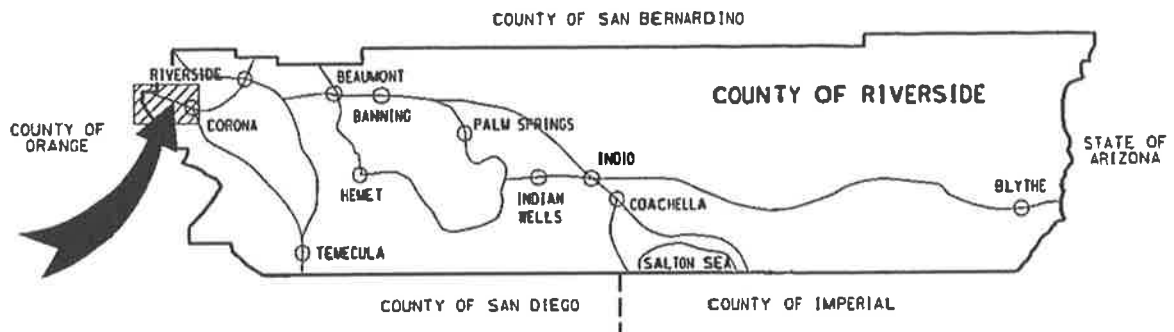 COUNTY OF SAN BERNARDINO
RIVERSIDE
BEAUMONT
COUNTY OF RIVERSIDE
BANNING
CORONA
COUNTY OF
ORANGE
PALM SPRINGS
STATE OF
ARIZONA
INDIO
HEMET
INDIAN
WELLS
BLYTHE
COACHELLA
TEMECULA
SALTON SEA
COUNTY OF SAN DIEGO
COUNTY OF IMPERIAL